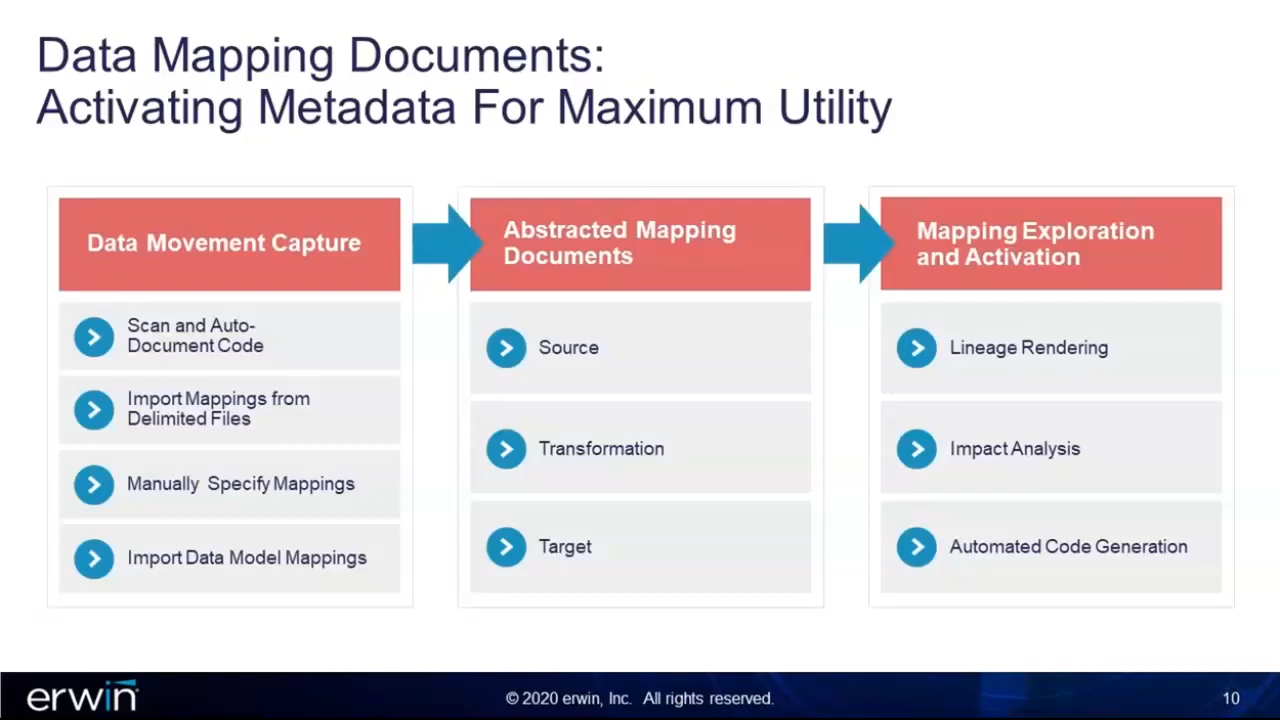 Data Mapping Documents:
Activating Metadata For Maximum Utility
Data Movement Capture
Scan and Auto-
Document Code
Import Mappings from
Delimited Files
Manually Specify Mappings
Import Data Model Mappings
Abstracted Mapping
Documents
Source
Transformation
Target
Mapping Exploration
and Activation
Lineage Rendering
Impact Analysis
Automated Code Generation
erwin
© 2020 erwin, Inc. All rights reserved.
10